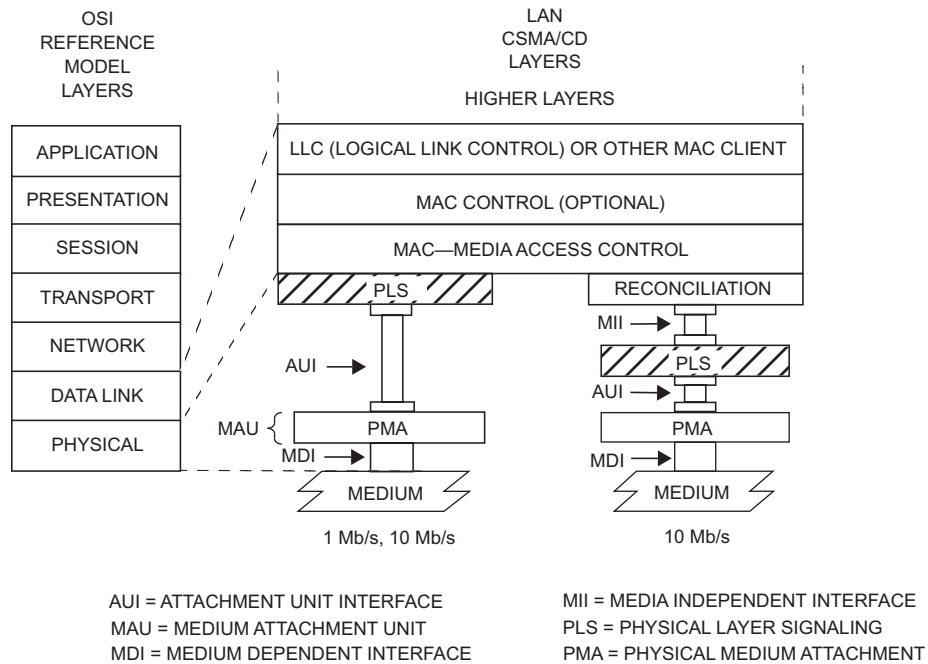 OSI
REFERENCE
MODEL
LAYERS
LAN
CSMA/CD
LAYERS
HIGHER LAYERS
APPLICATION
PRESENTATION
SESSION
TRANSPORT
NETWORK
DATA LINK
PHYSICAL
LLC (LOGICAL LINK CONTROL) OR OTHER MAC CLIENT
MAC CONTROL (OPTIONAL)
MAC—MEDIA ACCESS CONTROL
PLS
AUI
MAU
PMA
MDI
MEDIUM
1 Mb/s, 10 Mb/s
RECONCILIATION
MII
PLS
AUI
PMA
MDI
MEDIUM
10 Mb/s
AUI = ATTACHMENT UNIT INTERFACE
MAU = MEDIUM ATTACHMENT UNIT
MDI = MEDIUM DEPENDENT INTERFACE
MII = MEDIA INDEPENDENT INTERFACE
PLS = PHYSICAL LAYER SIGNALING
PMA = PHYSICAL MEDIUM ATTACHMENT